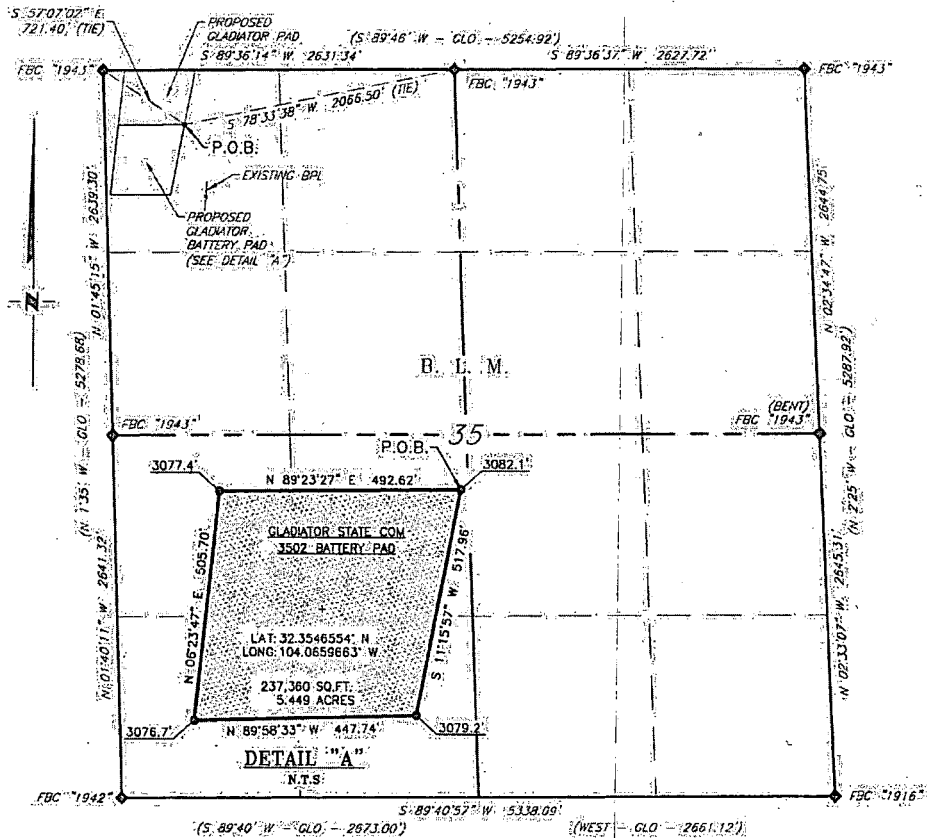 S 57°07'02" E
721.40' (TIE)
PROPOSED
GLADIATOR PAD
(S 89°46' W - GLO - 5254.92')
S 89°36'14" W 2631.34'
S 89°36'37" W 2627.72'
FBC "1943"
FBC "1943"
FBC "1943"
S 78°33'38" W 2066.50' (TIE)
P.O.B.
EXISTING BPL
PROPOSED
GLADIATOR
BATTERY PAD
(SEE DETAIL "A")
N 01°45'15" W 2639.30'
N 02°34'47" W 2644.75'
N
(N 1°35' W - GLO - 5278.68)
(N 2°25' W - GLO - 5287.92')
B. L. M.
FBC "1943"
35
(BENT)
FBC "1943"
P.O.B.
3077.4'
3082.1'
N 89°23'27" E 492.62'
GLADIATOR STATE COM
3502 BATTERY PAD
N 06°23'47" E 505.70'
S 11°15'57" W 517.96'
LAT: 32.3546554° N
LONG: 104.0659663° W
237,360 SQ.FT.
5.449 ACRES
N 01°40'11" W 2641.32'
N 02°33'07" W 2645.31'
3076.7'
N 89°58'33" W 447.74'
3079.2'
DETAIL "A"
N.T.S.
FBC "1942"
FBC "1916"
S 89°40'57" W 5338.09'
(S 89°40' W - GLO - 2673.00')
(WEST - GLO - 2661.12')